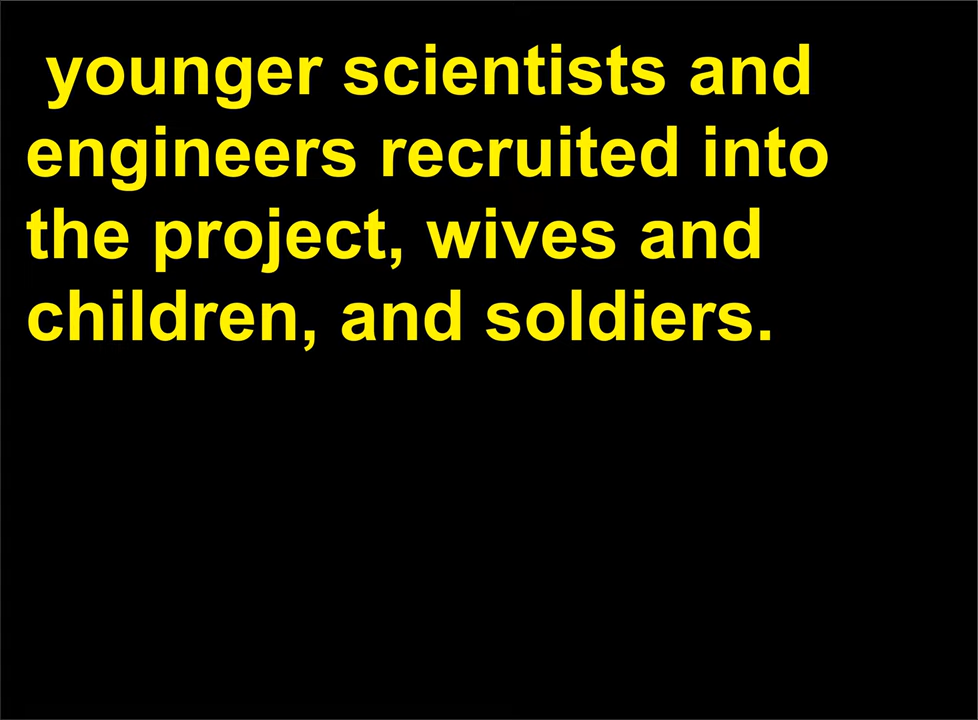 younger scientists and
engineers recruited into
the project, wives and
children, and soldiers.